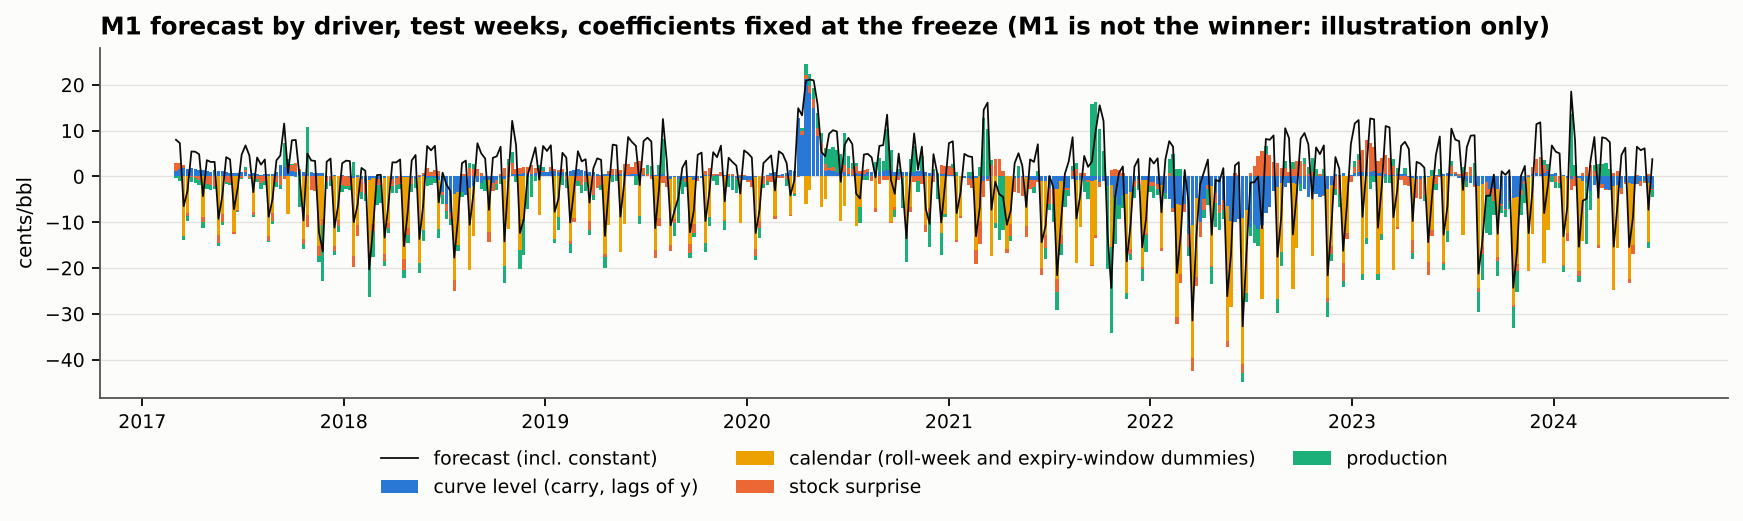 M1 forecast by driver, test weeks, coefficients fixed at the freeze (M1 is not the winner: illustration only)
cents/bbl
20
10
0
−10
−20
−30
−40
2017 2018 2019 2020 2021 2022 2023 2024
forecast (incl. constant) calendar (roll-week and expiry-window dummies) production
curve level (carry, lags of y) stock surprise